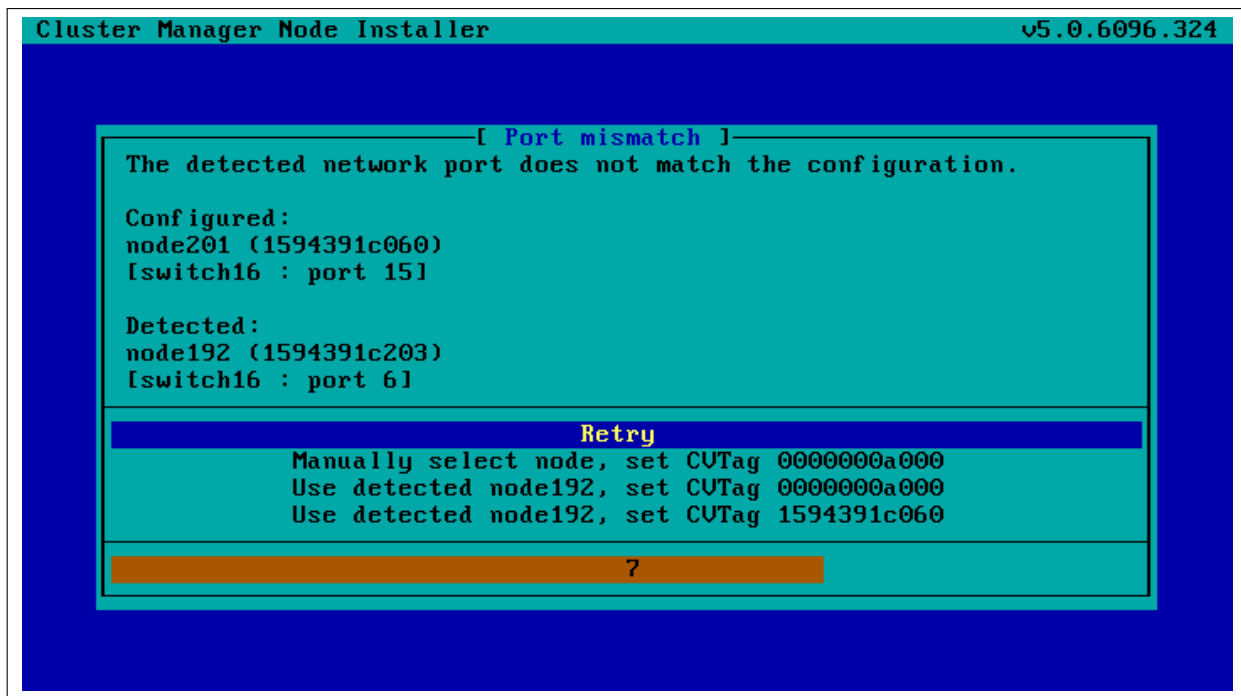 Cluster Manager Node Installer v5.0.6096.324
[ Port mismatch ]
The detected network port does not match the configuration.
Configured:
node201 (1594391c060)
[switch16 : port 15]
Detected:
node192 (1594391c203)
[switch16 : port 6]
Retry
Manually select node, set CVTag 0000000a000
Use detected node192, set CVTag 0000000a000
Use detected node192, set CVTag 1594391c060
7